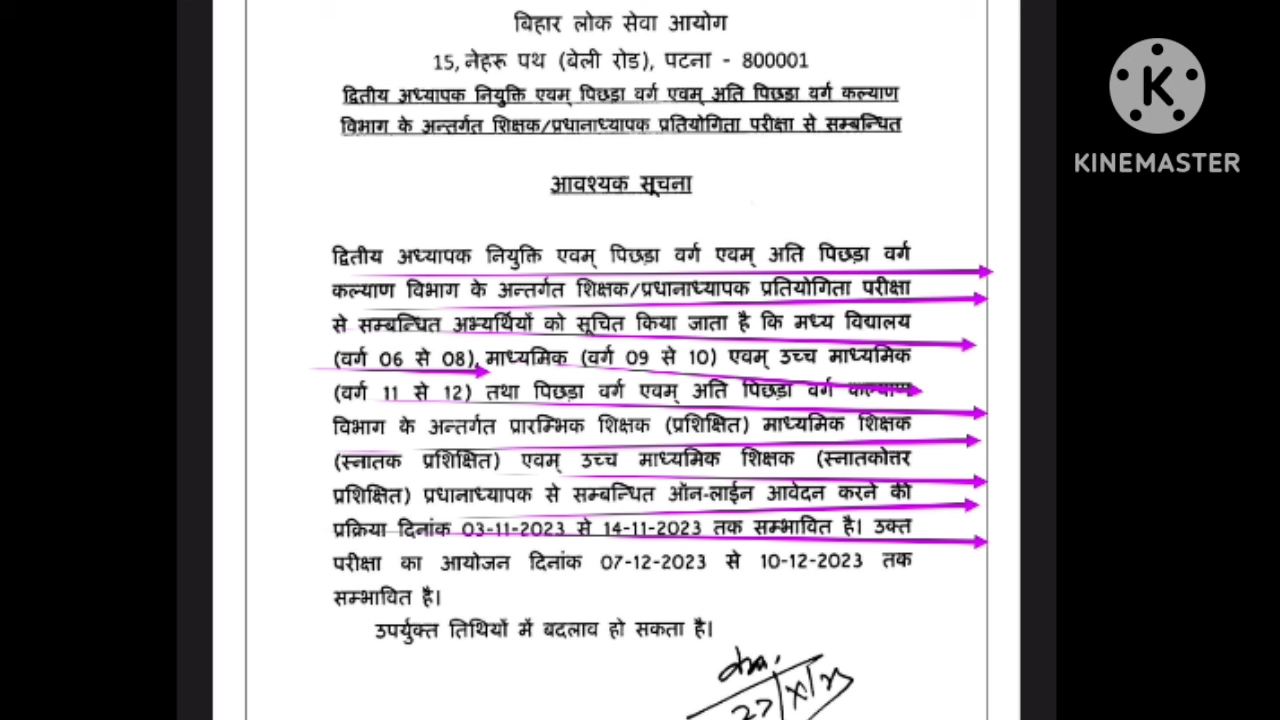 बिहार लोक सेवा आयोग
15, नेहरू पथ (बेली रोड), पटना - 800001
द्वितीय अध्यापक नियुक्ति एवम् पिछड़ा वर्ग एवम् अति पिछड़ा वर्ग कल्याण
विभाग के अन्तर्गत शिक्षक/प्रधानाध्यापक प्रतियोगिता परीक्षा से सम्बन्धित
आवश्यक सूचना
द्वितीय अध्यापक नियुक्ति एवम् पिछड़ा वर्ग एवम् अति पिछड़ा वर्ग
कल्याण विभाग के अन्तर्गत शिक्षक/प्रधानाध्यापक प्रतियोगिता परीक्षा
से सम्बन्धित अभ्यर्थियों को सूचित किया जाता है कि मध्य विद्यालय
(वर्ग 06 से 08), माध्यमिक (वर्ग 09 से 10) एवम् उच्च माध्यमिक
(वर्ग 11 से 12) तथा पिछड़ा वर्ग एवम् अति पिछड़ा वर्ग कल्याण
विभाग के अन्तर्गत प्रारम्भिक शिक्षक (प्रशिक्षित) माध्यमिक शिक्षक
(स्नातक प्रशिक्षित) एवम् उच्च माध्यमिक शिक्षक (स्नातकोत्तर
प्रशिक्षित) प्रधानाध्यापक से सम्बन्धित ऑन-लाईन आवेदन करने की
प्रक्रिया दिनांक 03-11-2023 से 14-11-2023 तक सम्भावित है। उक्त
परीक्षा का आयोजन दिनांक 07-12-2023 से 10-12-2023 तक
सम्भावित है।
उपर्युक्त तिथियों में बदलाव हो सकता है।
K
KINEMASTER